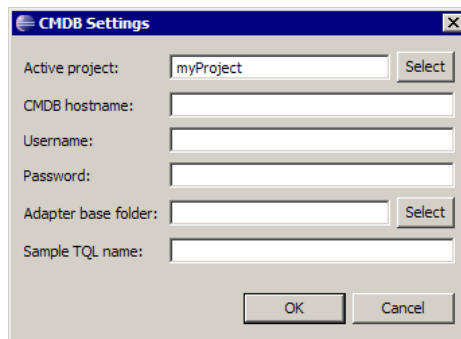 CMDB Settings
Active project: myProject Select
CMDB hostname:
Username:
Password:
Adapter base folder: Select
Sample TQL name:
OK Cancel